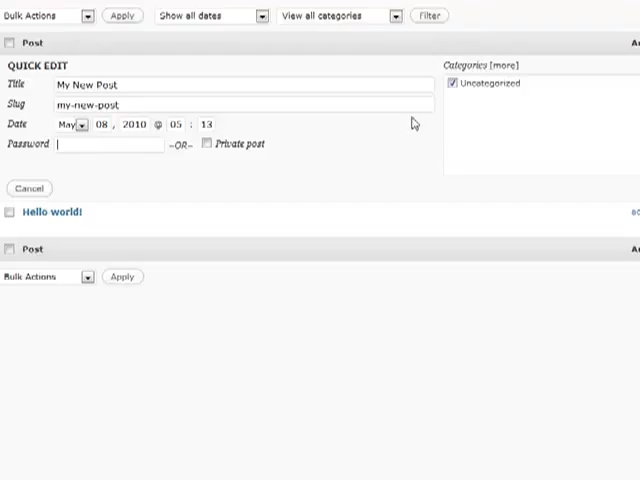 Bulk Actions Apply Show all dates View all categories Filter
Post
QUICK EDIT Categories [more]
Title My New Post Uncategorized
Slug my-new-post
Date May 08 , 2010 @ 05 : 13
Password –OR– Private post
Cancel
Hello world!
Post
Bulk Actions Apply